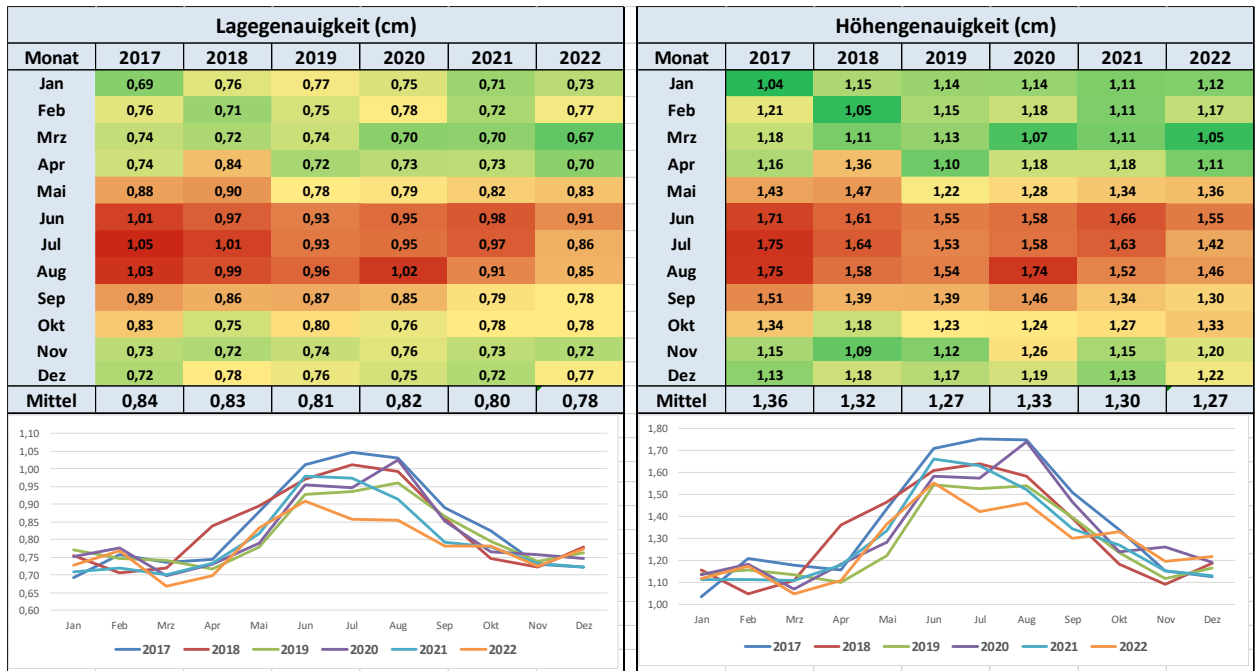 Lagegenauigkeit (cm)
Monat 2017 2018 2019 2020 2021 2022
Jan 0,69 0,76 0,77 0,75 0,71 0,73
Feb 0,76 0,71 0,75 0,78 0,72 0,77
Mrz 0,74 0,72 0,74 0,70 0,70 0,67
Apr 0,74 0,84 0,72 0,73 0,73 0,70
Mai 0,88 0,90 0,78 0,79 0,82 0,83
Jun 1,01 0,97 0,93 0,95 0,98 0,91
Jul 1,05 1,01 0,93 0,95 0,97 0,86
Aug 1,03 0,99 0,96 1,02 0,91 0,85
Sep 0,89 0,86 0,87 0,85 0,79 0,78
Okt 0,83 0,75 0,80 0,76 0,78 0,78
Nov 0,73 0,72 0,74 0,76 0,73 0,72
Dez 0,72 0,78 0,76 0,75 0,72 0,77
Mittel 0,84 0,83 0,81 0,82 0,80 0,78
1,10
1,05
1,00
0,95
0,90
0,85
0,80
0,75
0,70
0,65
0,60
Jan Feb Mrz Apr Mai Jun Jul Aug Sep Okt Nov Dez
2017 2018 2019 2020 2021 2022
Höhengenauigkeit (cm)
Monat 2017 2018 2019 2020 2021 2022
Jan 1,04 1,15 1,14 1,14 1,11 1,12
Feb 1,21 1,05 1,15 1,18 1,11 1,17
Mrz 1,18 1,11 1,13 1,07 1,11 1,05
Apr 1,16 1,36 1,10 1,18 1,18 1,11
Mai 1,43 1,47 1,22 1,28 1,34 1,36
Jun 1,71 1,61 1,55 1,58 1,66 1,55
Jul 1,75 1,64 1,53 1,58 1,63 1,42
Aug 1,75 1,58 1,54 1,74 1,52 1,46
Sep 1,51 1,39 1,39 1,46 1,34 1,30
Okt 1,34 1,18 1,23 1,24 1,27 1,33
Nov 1,15 1,09 1,12 1,26 1,15 1,20
Dez 1,13 1,18 1,17 1,19 1,13 1,22
Mittel 1,36 1,32 1,27 1,33 1,30 1,27
1,80
1,70
1,60
1,50
1,40
1,30
1,20
1,10
1,00
Jan Feb Mrz Apr Mai Jun Jul Aug Sep Okt Nov Dez
2017 2018 2019 2020 2021 2022